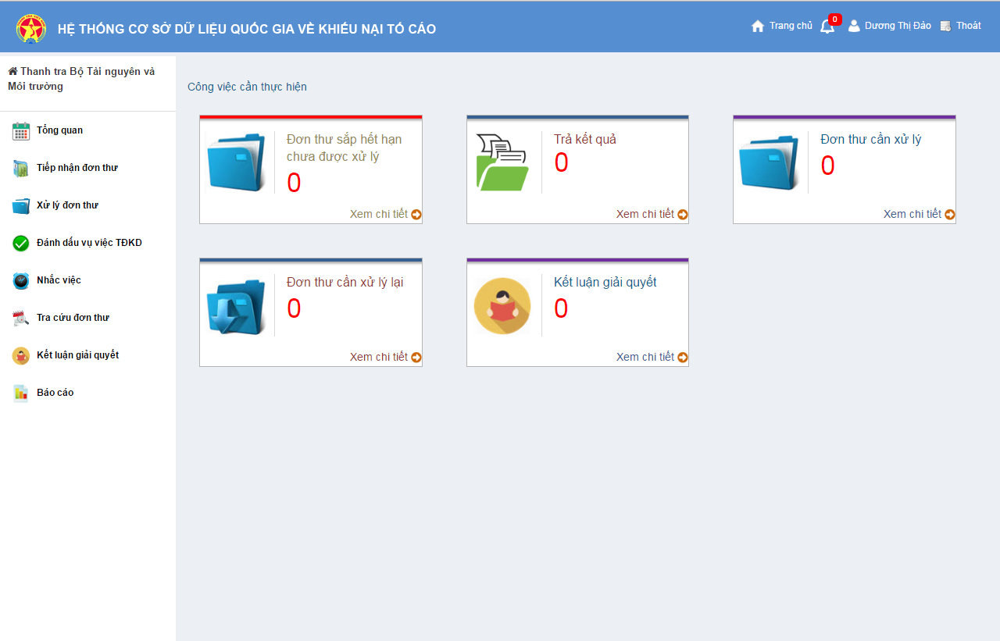 HỆ THỐNG CƠ SỞ DỮ LIỆU QUỐC GIA VỀ KHIẾU NẠI TỐ CÁO
Trang chủ
0
Dương Thị Đảo
Thoát
Thanh tra Bộ Tài nguyên và
Môi trường
Tổng quan
Tiếp nhận đơn thư
Xử lý đơn thư
Đánh dấu vụ việc TĐKD
Nhắc việc
Tra cứu đơn thư
Kết luận giải quyết
Báo cáo
Công việc cần thực hiện
Đơn thư sắp hết hạn
chưa được xử lý
0
Xem chi tiết
Trả kết quả
0
Xem chi tiết
Đơn thư cần xử lý
0
Xem chi tiết
Đơn thư cần xử lý lại
0
Xem chi tiết
Kết luận giải quyết
0
Xem chi tiết